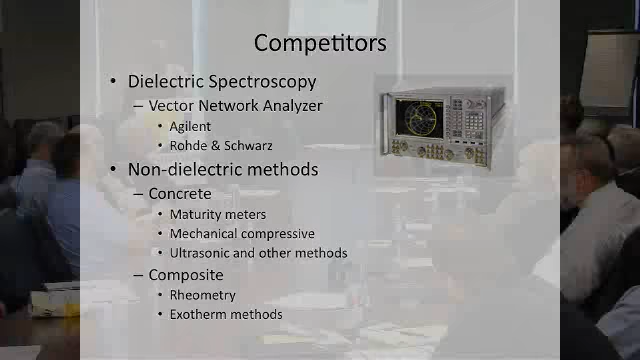 Competitors
• Dielectric Spectroscopy
– Vector Network Analyzer
• Agilent
• Rohde & Schwarz
• Non-dielectric methods
– Concrete
• Maturity meters
• Mechanical compressive
• Ultrasonic and other methods
– Composite
• Rheometry
• Exotherm methods